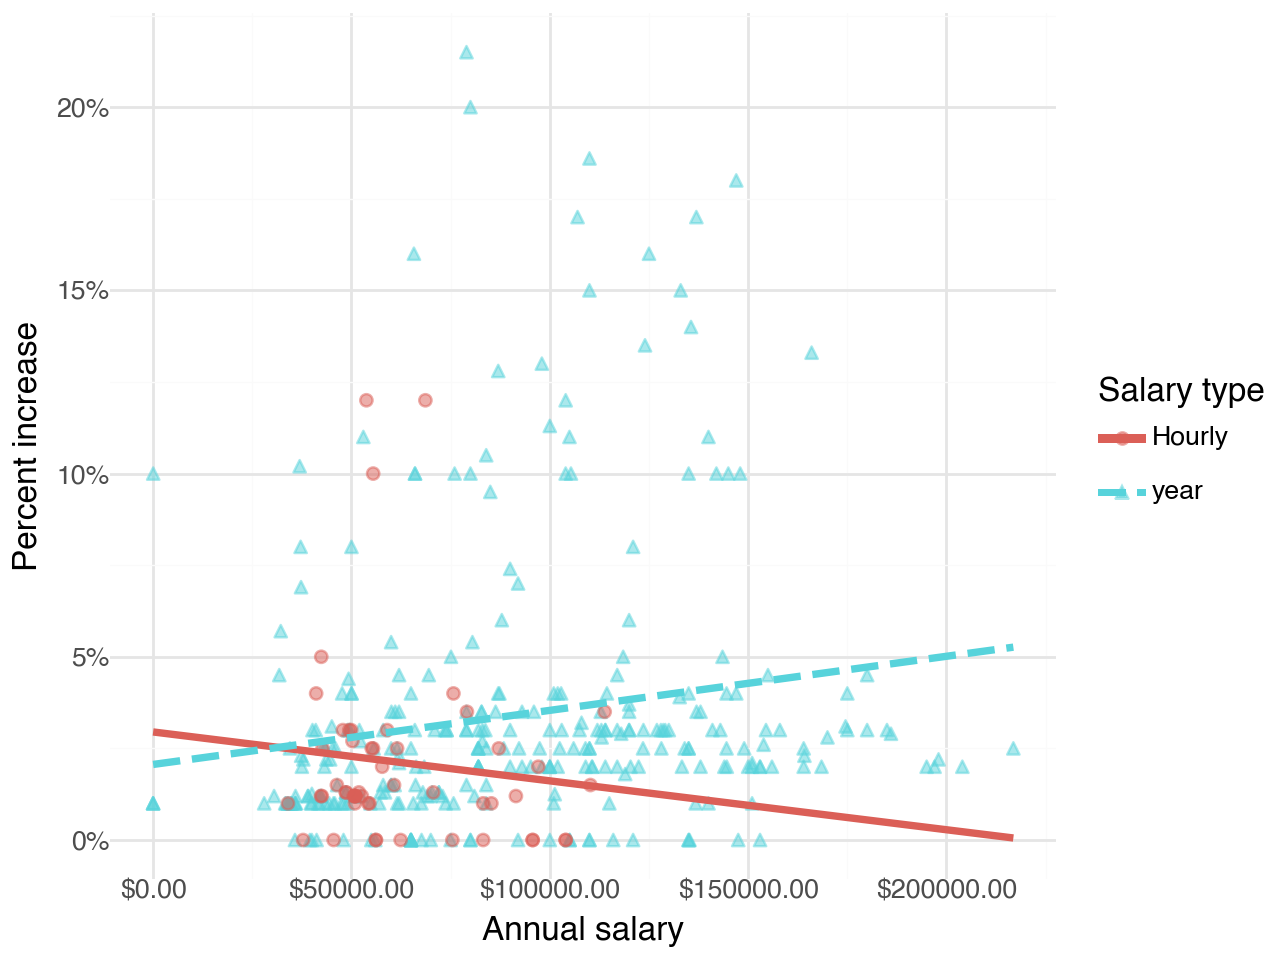 20%
15%
10%
5%
0%
Percent increase
$0.00
$50000.00
$100000.00
$150000.00
$200000.00
Annual salary
Salary type
Hourly
year